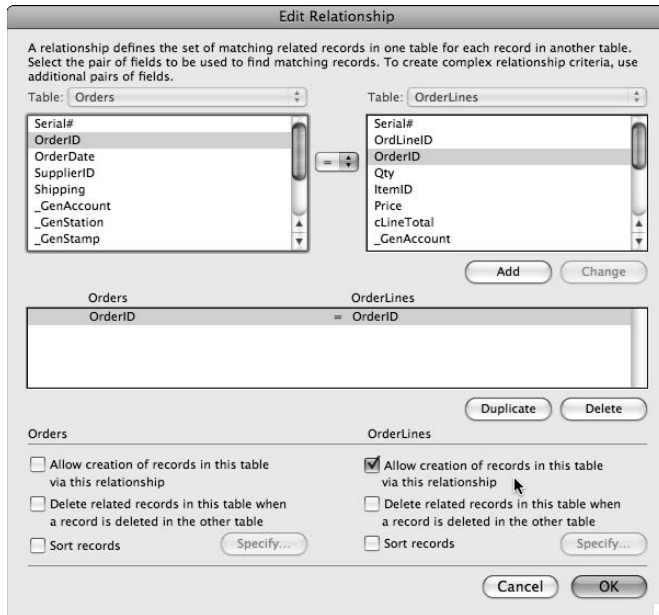 Edit Relationship
A relationship defines the set of matching related records in one table for each record in another table.
Select the pair of fields to be used to find matching records. To create complex relationship criteria, use
additional pairs of fields.
Table: Orders
Table: OrderLines
Serial#
OrderID
OrderDate
SupplierID
Shipping
_GenAccount
_GenStation
_GenStamp
=
Serial#
OrdLineID
OrderID
Qty
ItemID
Price
cLineTotal
_GenAccount
Add
Change
Orders
OrderLines
OrderID = OrderID
Duplicate
Delete
Orders
Allow creation of records in this table
via this relationship
Delete related records in this table when
a record is deleted in the other table
Sort records
Specify...
OrderLines
Allow creation of records in this table
via this relationship
Delete related records in this table when
a record is deleted in the other table
Sort records
Specify...
Cancel
OK